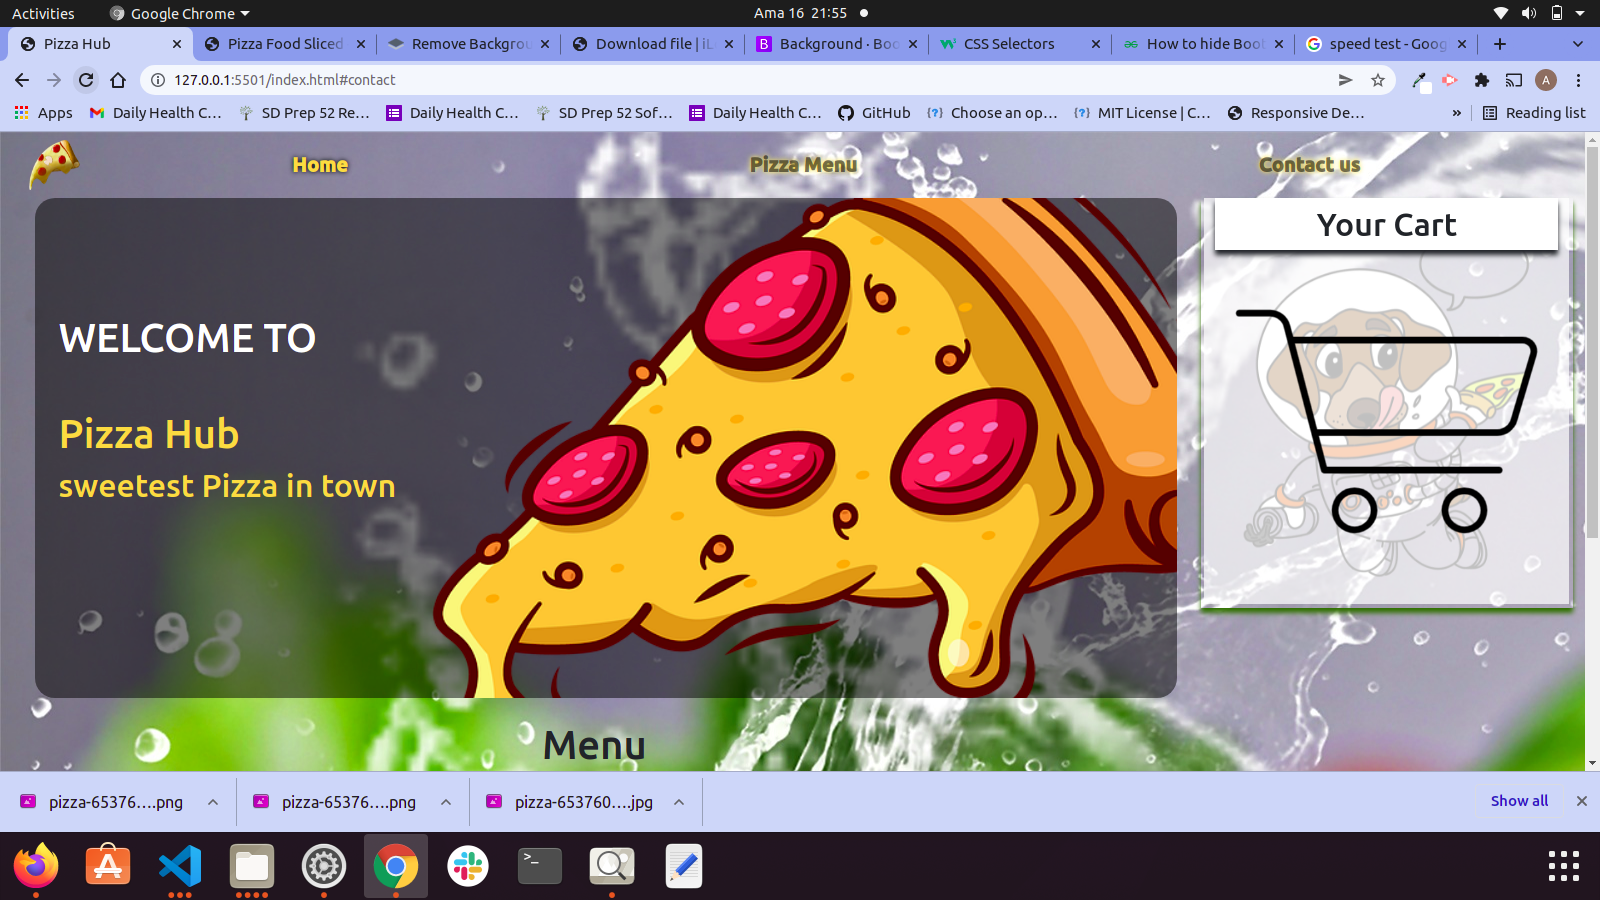 Activities Google Chrome Ama 16 21:55
Pizza Hub Pizza Food Sliced Remove Backgrou Download file | iL Background · Boo CSS Selectors How to hide Boot speed test - Goog
127.0.0.1:5501/index.html#contact A
Apps Daily Health C... SD Prep 52 Re... Daily Health C... SD Prep 52 Sof... Daily Health C... GitHub Choose an op... MIT License | C... Responsive De... » Reading list
Home Pizza Menu Contact us
Your Cart
WELCOME TO
Pizza Hub
sweetest Pizza in town
Menu
pizza-65376....png pizza-65376....png pizza-653760....jpg Show all